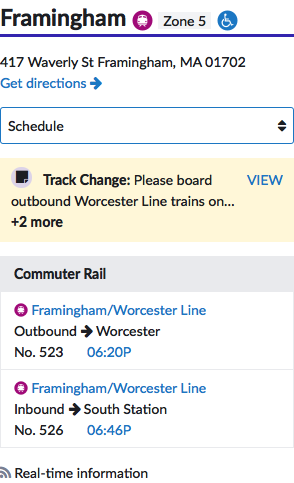 Framingham Zone 5
417 Waverly St Framingham, MA 01702
Get directions →
Schedule
Track Change: Please board VIEW
outbound Worcester Line trains on...
+2 more
Commuter Rail
Framingham/Worcester Line
Outbound → Worcester
No. 523 06:20P
Framingham/Worcester Line
Inbound → South Station
No. 526 06:46P
Real-time information